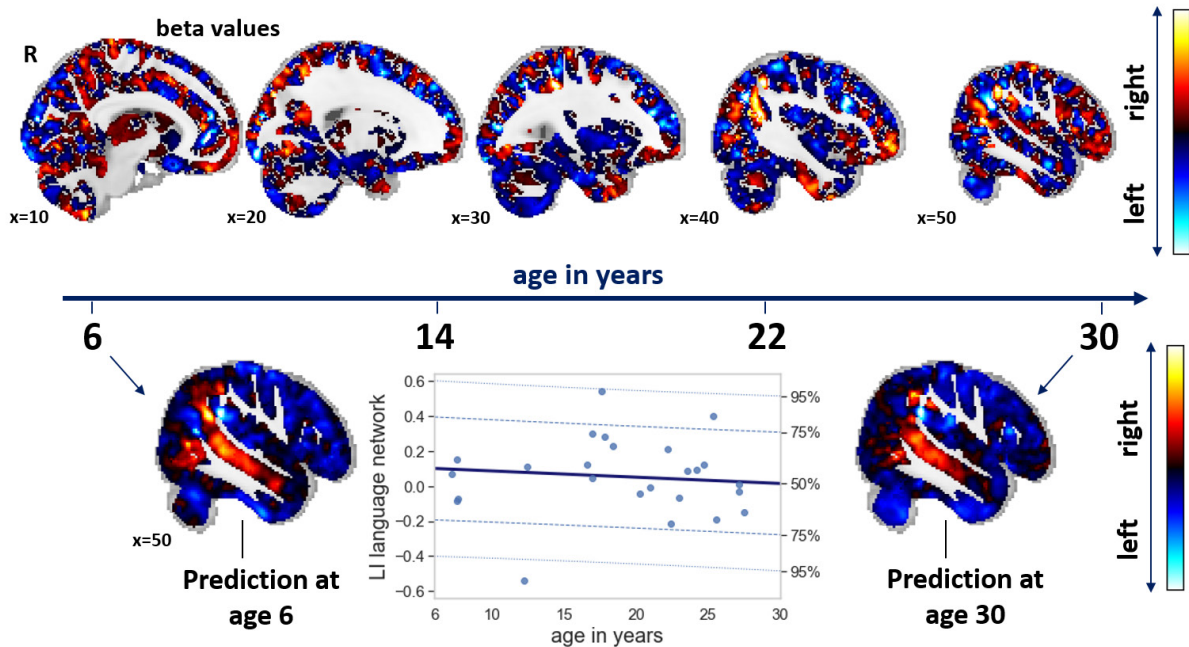 beta values
R
x=10
x=20
x=30
x=40
x=50
right
left
age in years
6
14
22
30
0.6
0.4
0.2
0.0
−0.2
−0.4
−0.6
LI language network
95%
75%
50%
75%
95%
6
10
15
20
25
30
age in years
x=50
Prediction at
age 6
Prediction at
age 30
right
left